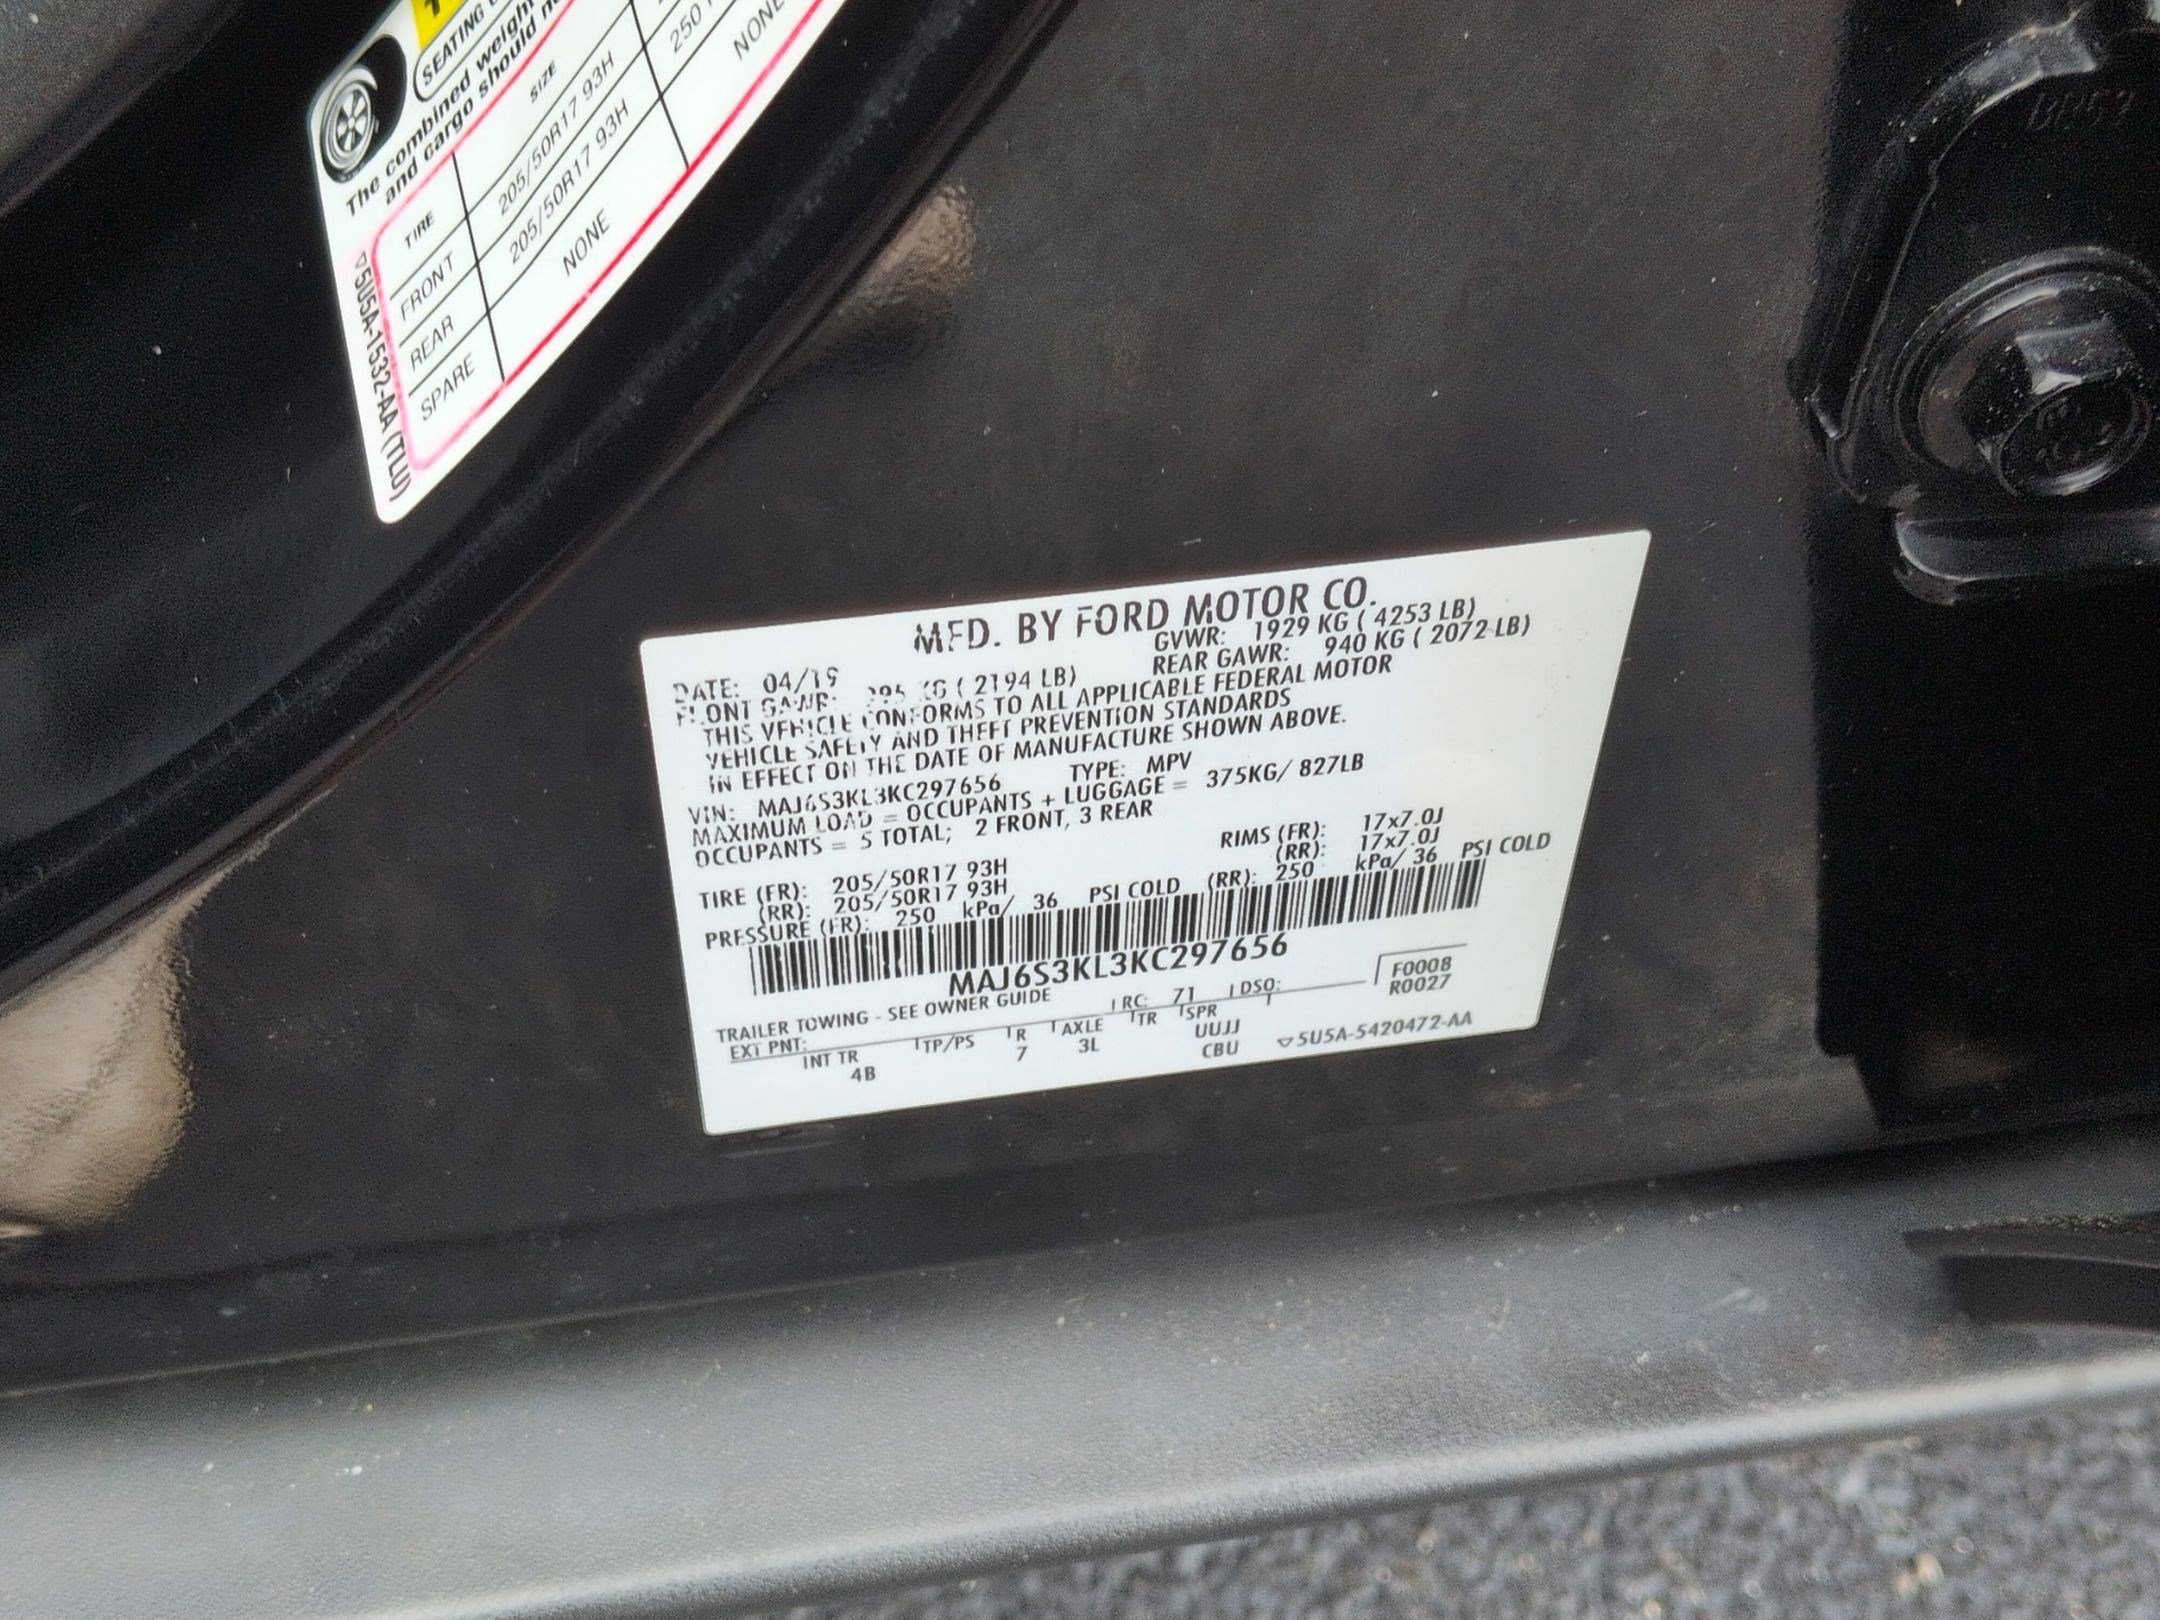 SEATING
The combined weight
and cargo should n
TIRE SIZE
FRONT 205/50R17 93H 250
REAR 205/50R17 93H
SPARE NONE NONE
▽5U5A-1532-AA (TLU)
MFD. BY FORD MOTOR CO.
DATE: 04/19 GVWR: 1929 KG ( 4253 LB)
FRONT GAWR: 995 KG ( 2194 LB) REAR GAWR: 940 KG ( 2072 LB)
THIS VEHICLE CONFORMS TO ALL APPLICABLE FEDERAL MOTOR
VEHICLE SAFETY AND THEFT PREVENTION STANDARDS
IN EFFECT ON THE DATE OF MANUFACTURE SHOWN ABOVE.
VIN: MAJ6S3KL3KC297656 TYPE: MPV
MAXIMUM LOAD = OCCUPANTS + LUGGAGE = 375KG/ 827LB
OCCUPANTS = 5 TOTAL; 2 FRONT, 3 REAR
TIRE (FR): 205/50R17 93H RIMS (FR): 17x7.0J
(RR): 205/50R17 93H (RR): 17x7.0J
PRESSURE (FR): 250 kPa/ 36 PSI COLD (RR): 250 kPa/ 36 PSI COLD
MAJ6S3KL3KC297656
TRAILER TOWING - SEE OWNER GUIDE
F0008
R0027
EXT PNT: RC: 71 DSO:
INT TR TP/PS R AXLE TR SPR
4B 7 3L UUJJ
CBU ▽5U5A-5420472-AA